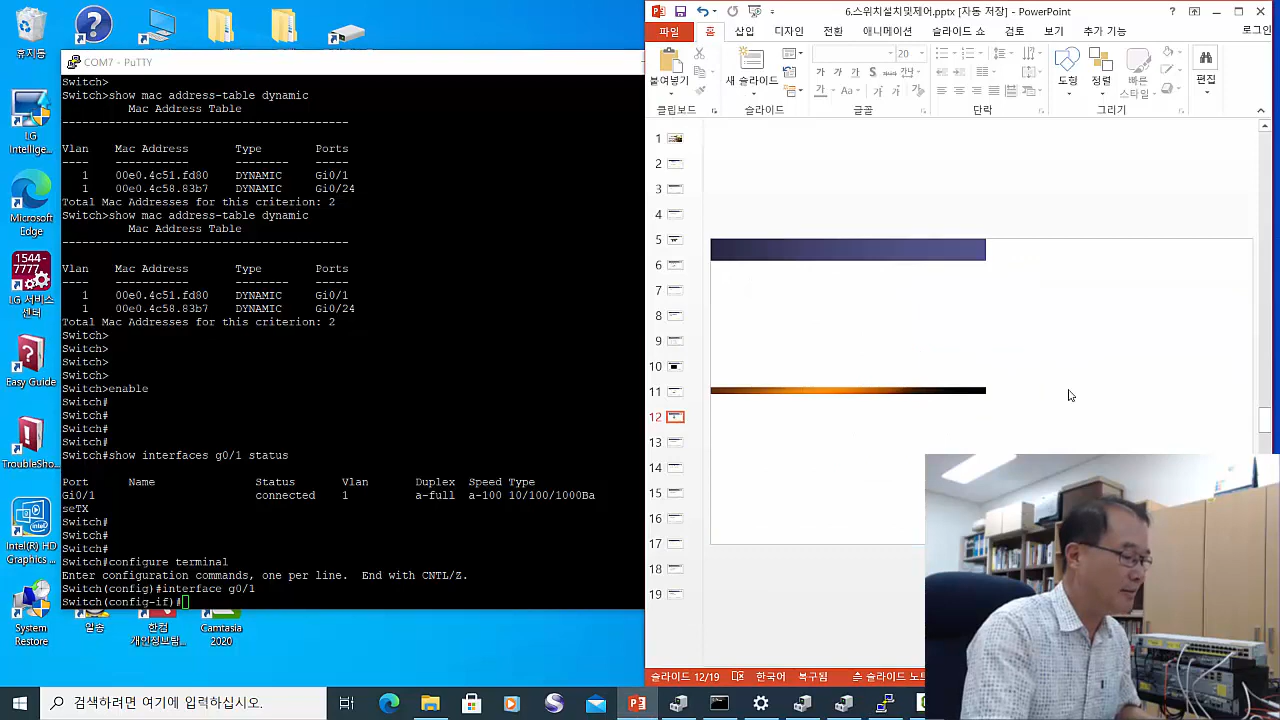 휴지통
LG
Intellige...
Microsoft
Edge
1544-
7777
LG 서비스
센터
Easy Guide
TroubleSho...
Intel(R) HD
Graphics ...
System
Restore
알송
한컴
개인정보탐...
Camtasia
2020
COM7 - PuTTY
Switch>
Switch>show mac address-table dynamic
Mac Address Table
-------------------------------------------
Vlan Mac Address Type Ports
---- ----------- -------- -----
1 00e0.4c51.fd80 DYNAMIC Gi0/1
1 00e0.4c58.83b7 DYNAMIC Gi0/24
Total Mac Addresses for this criterion: 2
Switch>show mac address-table dynamic
Mac Address Table
-------------------------------------------
Vlan Mac Address Type Ports
---- ----------- -------- -----
1 00e0.4c51.fd80 DYNAMIC Gi0/1
1 00e0.4c58.83b7 DYNAMIC Gi0/24
Total Mac Addresses for this criterion: 2
Switch>
Switch>
Switch>
Switch>
Switch>enable
Switch#
Switch#
Switch#
Switch#
Switch#show interfaces g0/1 status
Port Name Status Vlan Duplex Speed Type
Gi0/1 connected 1 a-full a-100 10/100/1000Ba
seTX
Switch#
Switch#
Switch#
Switch#configure terminal
Enter configuration commands, one per line. End with CNTL/Z.
Switch(config)#interface g0/1
Switch(config-if)#
6.스위치설치및제어.pptx [자동 저장] - PowerPoint
파일 홈 삽입 디자인 전환 애니메이션 슬라이드 쇼 검토 보기 추가 기능 로그인
붙여넣기
새 슬라이드
20
가 가 가
도형
정렬
빠른
스타일
편집
클립보드
슬라이드
글꼴
단락
그리기
1
2
3
4
5
6
7
8
9
10
11
12
13
14
15
16
17
18
19
슬라이드 12/19 한국어 복구됨 슬라이드 노트
검색하려면 여기에 입력하십시오.